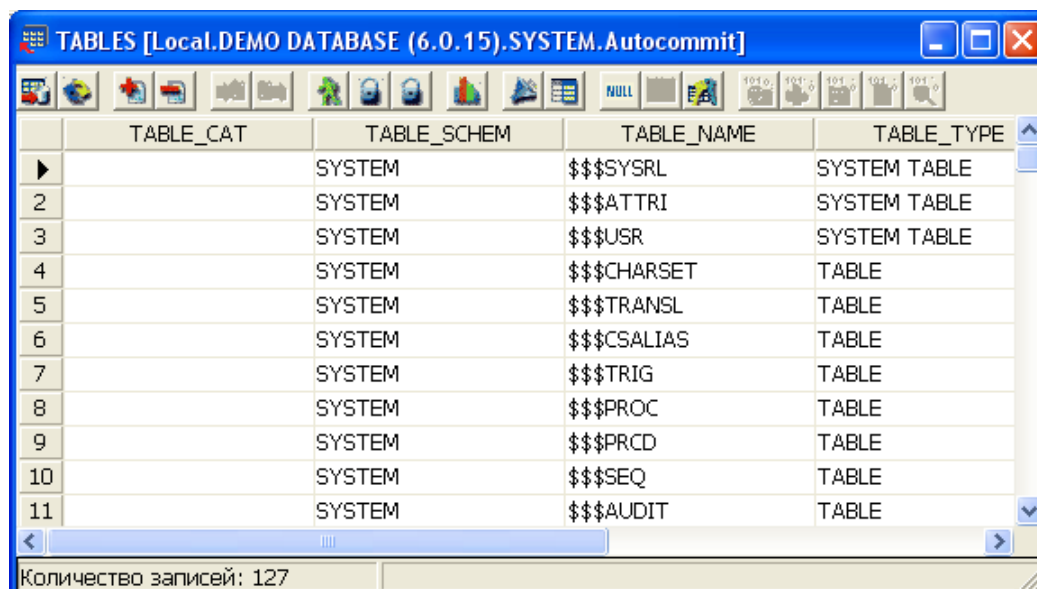 TABLES [Local.DEMO DATABASE (6.0.15).SYSTEM.Autocommit]
NULL
TABLE_CAT TABLE_SCHEM TABLE_NAME TABLE_TYPE
SYSTEM $$$SYSRL SYSTEM TABLE
2 SYSTEM $$$ATTRI SYSTEM TABLE
3 SYSTEM $$$USR SYSTEM TABLE
4 SYSTEM $$$CHARSET TABLE
5 SYSTEM $$$TRANSL TABLE
6 SYSTEM $$$CSALIAS TABLE
7 SYSTEM $$$TRIG TABLE
8 SYSTEM $$$PROC TABLE
9 SYSTEM $$$PRCD TABLE
10 SYSTEM $$$SEQ TABLE
11 SYSTEM $$$AUDIT TABLE
Количество записей: 127